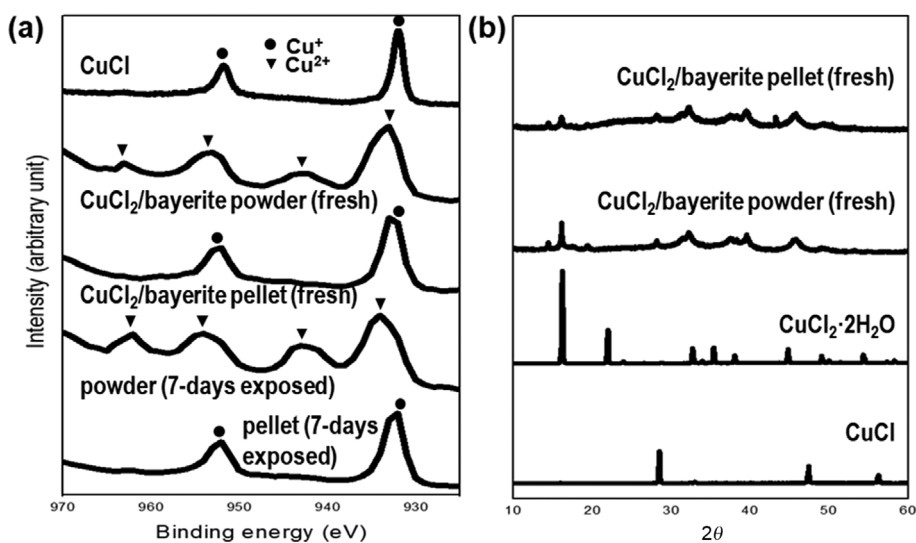 (a)
● Cu⁺
▼ Cu²⁺
CuCl
CuCl₂/bayerite powder (fresh)
CuCl₂/bayerite pellet (fresh)
powder (7-days exposed)
pellet (7-days
exposed)
Intensity (arbitrary unit)
970 960 950 940 930
Binding energy (eV)
(b)
CuCl₂/bayerite pellet (fresh)
CuCl₂/bayerite powder (fresh)
CuCl₂·2H₂O
CuCl
10 20 30 40 50 60
2θ